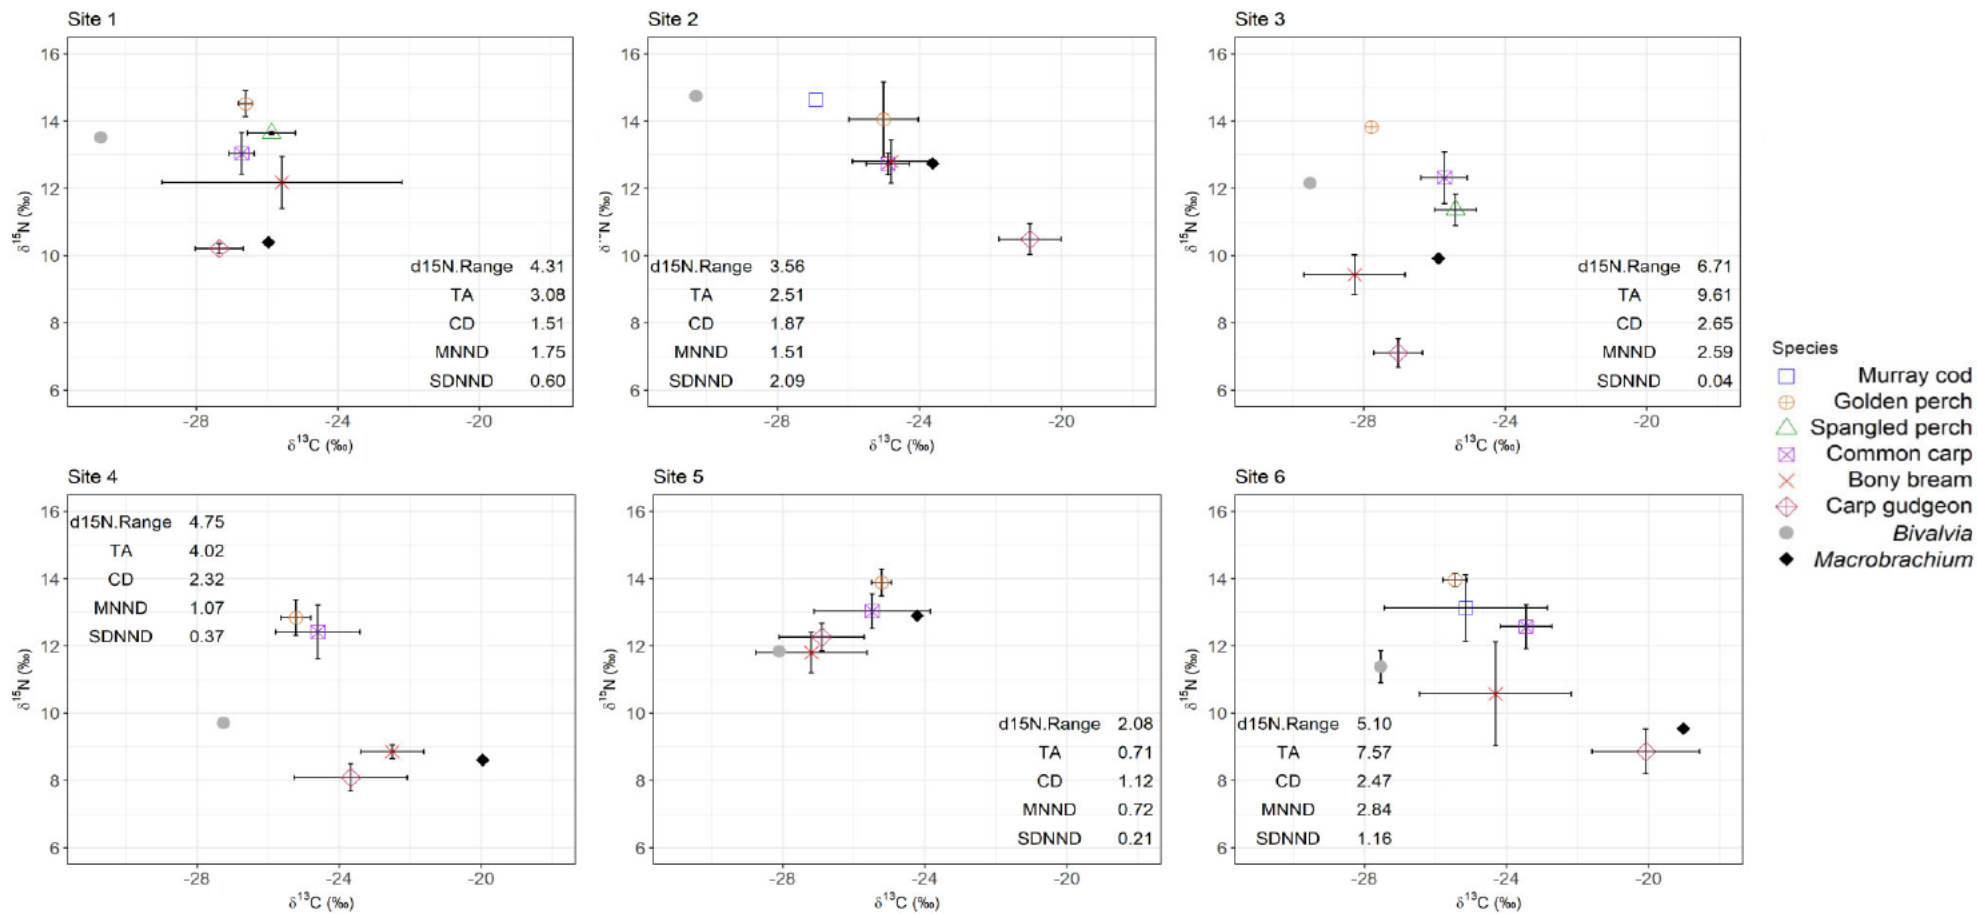 Site 1
16
14
12
10
8
6
δ15N (‰)
-28
-24
-20
δ13C (‰)
d15N.Range 4.31
TA 3.08
CD 1.51
MNND 1.75
SDNND 0.60
Site 2
16
14
12
10
8
6
N (‰)
-28
-24
-20
δ13C (‰)
d15N.Range 3.56
TA 2.51
CD 1.87
MNND 1.51
SDNND 2.09
Site 3
16
14
12
10
8
6
δ15N (‰)
-28
-24
-20
δ13C (‰)
d15N.Range 6.71
TA 9.61
CD 2.65
MNND 2.59
SDNND 0.04
Site 4
16
14
12
10
8
6
δ15N (‰)
-28
-24
-20
δ13C (‰)
d15N.Range 4.75
TA 4.02
CD 2.32
MNND 1.07
SDNND 0.37
Site 5
16
14
12
10
8
6
δ15N (‰)
-28
-24
-20
δ13C (‰)
d15N.Range 2.08
TA 0.71
CD 1.12
MNND 0.72
SDNND 0.21
Site 6
16
14
12
10
8
6
δ15N (‰)
-28
-24
-20
δ13C (‰)
d15N.Range 5.10
TA 7.57
CD 2.47
MNND 2.84
SDNND 1.16
Species
Murray cod
Golden perch
Spangled perch
Common carp
Bony bream
Carp gudgeon
Bivalvia
Macrobrachium